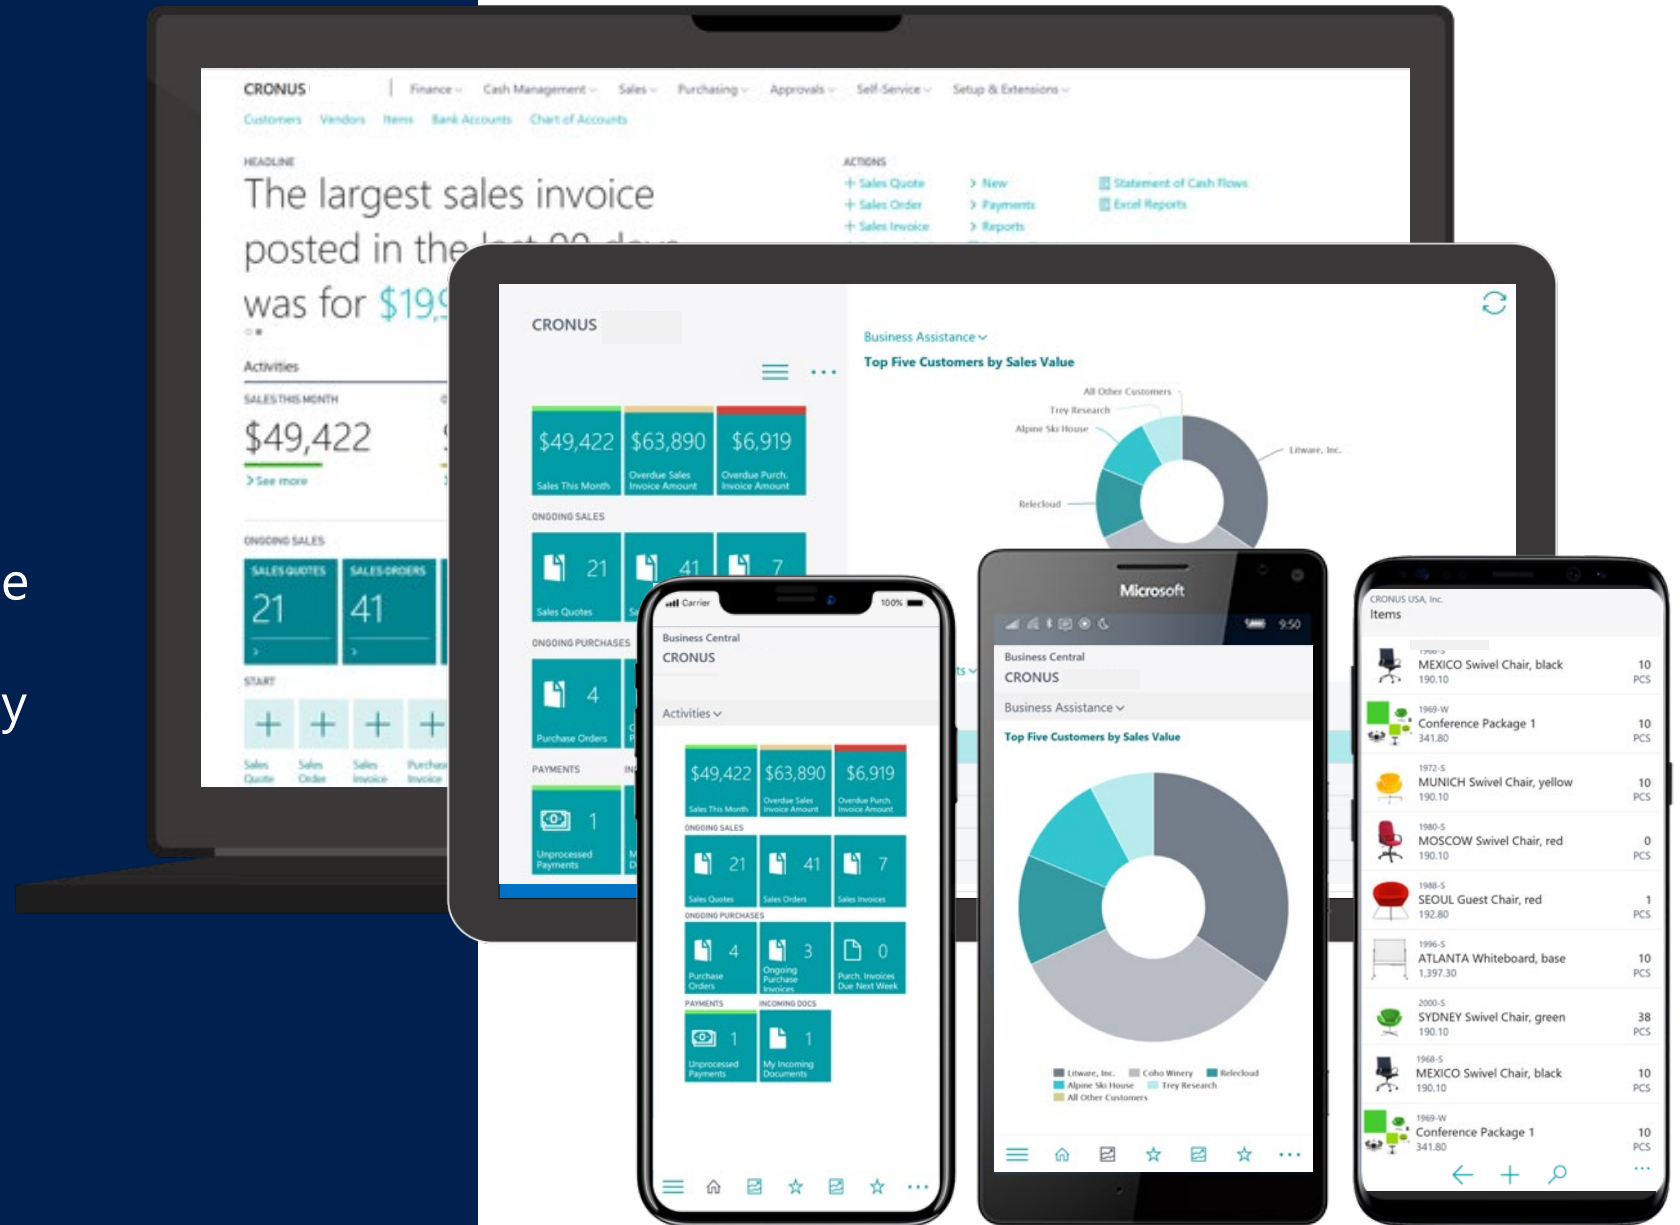 e
y
CRONUS
Finance Cash Management Sales Purchasing Approvals Self-Service Setup & Extensions
Customers Vendors Items Bank Accounts Chart of Accounts
HEADLINE
The largest sales invoice
posted in the last 90 days
was for
Activities
SALES THIS MONTH
$49,422
> See more
ONGOING SALES
SALES QUOTES SALES ORDERS
21 41
START
Sales Quote
Sales Order
Sales Invoice
Purchase Invoice
ACTIONS
+ Sales Quote > New Statement of Cash Flows
+ Sales Order > Payments Excel Reports
+ Sales Invoice > Reports
CRONUS
$49,422 $63,890 $6,919
Sales This Month
Overdue Sales Invoice Amount
Overdue Purch. Invoice Amount
ONGOING SALES
21 41 7
Sales Quotes
ONGOING PURCHASES
4
Purchase Orders
PAYMENTS
1
Unprocessed
Payments
Business Assistance
Top Five Customers by Sales Value
All Other Customers
Trey Research
Alpine Ski House
Litware, Inc.
Relecloud
Carrier 100%
Business Central
CRONUS
Activities
$49,422 $63,890 $6,919
Sales This Month
Overdue Sales Invoice Amount
Overdue Purch. Invoice Amount
ONGOING SALES
21 41 7
Sales Quotes Sales Orders Sales Invoices
ONGOING PURCHASES
4 3 0
Purchase Orders
Ongoing Purchase Invoices
Purch. Invoices Due Next Week
PAYMENTS INCOMING DOCS
1 1
Unprocessed Payments
My Incoming Documents
Microsoft
9:50
Business Central
CRONUS
Business Assistance
Top Five Customers by Sales Value
Litware, Inc. Coho Winery Relecloud
Alpine Ski House Trey Research
All Other Customers
CRONUS USA, Inc.
Items
MEXICO Swivel Chair, black 10
190.10 PCS
1969-W
Conference Package 1 10
341.80 PCS
1972-S
MUNICH Swivel Chair, yellow 10
190.10 PCS
1980-S
MOSCOW Swivel Chair, red 0
190.10 PCS
1988-S
SEOUL Guest Chair, red 1
192.80 PCS
1996-S
ATLANTA Whiteboard, base 10
1,397.30 PCS
2000-S
SYDNEY Swivel Chair, green 38
190.10 PCS
1968-S
MEXICO Swivel Chair, black 10
190.10 PCS
1969-W
Conference Package 1 10
341.80 PCS